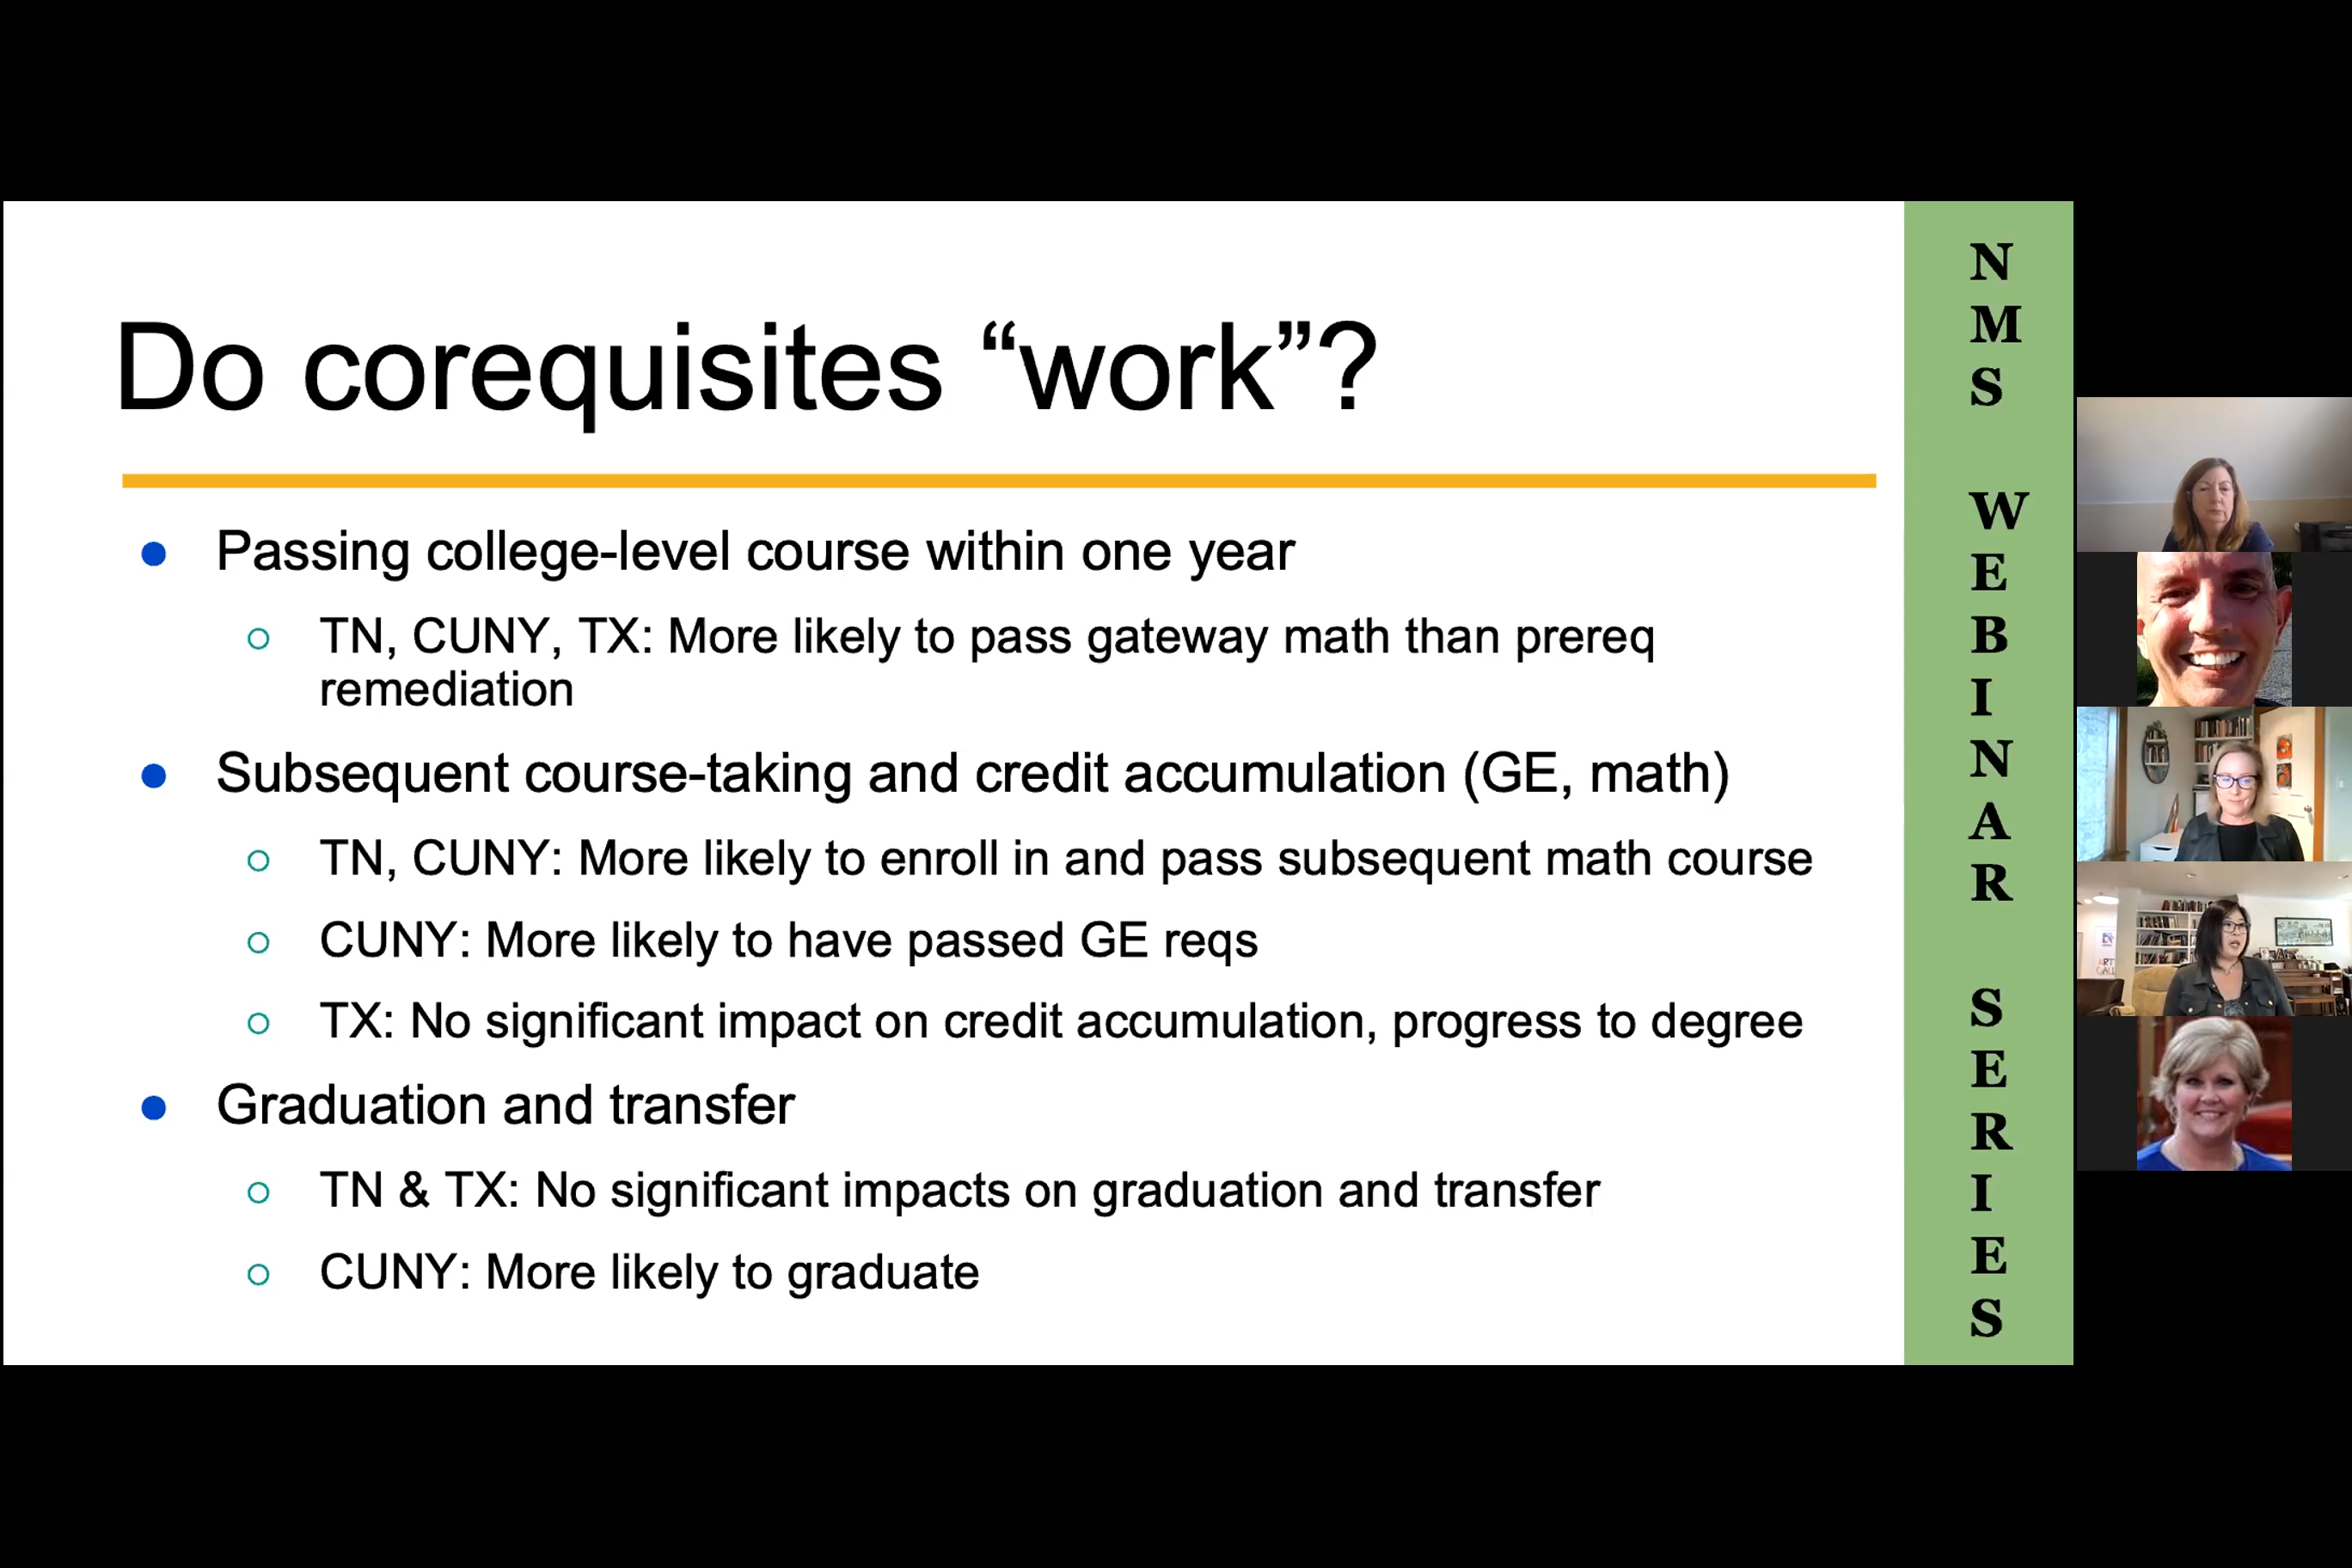 Do corequisites “work”?
Passing college-level course within one year
TN, CUNY, TX: More likely to pass gateway math than prereq
remediation
Subsequent course-taking and credit accumulation (GE, math)
TN, CUNY: More likely to enroll in and pass subsequent math course
CUNY: More likely to have passed GE reqs
TX: No significant impact on credit accumulation, progress to degree
Graduation and transfer
TN & TX: No significant impacts on graduation and transfer
CUNY: More likely to graduate
NMS WEBINAR SERIES
ART